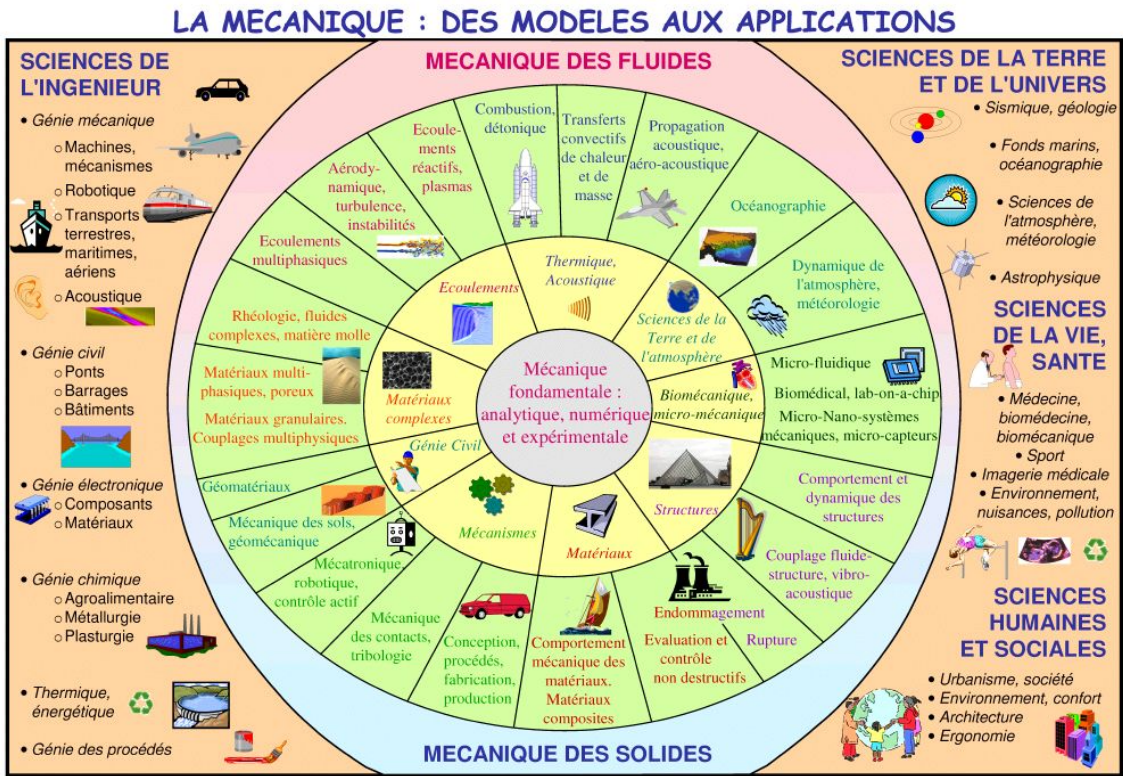 LA MECANIQUE : DES MODELES AUX APPLICATIONS
SCIENCES DE
L'INGENIEUR
• Génie mécanique
o Machines,
mécanismes
o Robotique
o Transports
terrestres,
maritimes,
aériens
o Acoustique
• Génie civil
o Ponts
o Barrages
o Bâtiments
• Génie électronique
o Composants
o Matériaux
• Génie chimique
o Agroalimentaire
o Métallurgie
o Plasturgie
• Thermique,
énergétique
• Génie des procédés
MECANIQUE DES FLUIDES
Combustion,
détonique
Transferts
convectifs
de chaleur
et de
masse
Propagation
acoustique,
aéro-acoustique
Océanographie
Dynamique de
l'atmosphère,
météorologie
Micro-fluidique
Biomédical, lab-on-a-chip
Micro-Nano-systèmes
mécaniques, micro-capteurs
Comportement et
dynamique des
structures
Couplage fluide-
structure, vibro-
acoustique
Endommagement
Rupture
Evaluation et
contrôle
non destructifs
Comportement
mécanique des
matériaux.
Matériaux
composites
Conception,
procédés,
fabrication,
production
Mécanique
des contacts,
tribologie
Mécatronique,
robotique,
contrôle actif
Mécanique des sols,
géomécanique
Géomatériaux
Matériaux multi-
phasiques, poreux
Matériaux granulaires.
Couplages multiphysiques
Rhéologie, fluides
complexes, matière molle
Ecoulements
multiphasiques
Aérody-
namique,
turbulence,
instabilités
Ecoule-
ments
réactifs,
plasmas
Thermique,
Acoustique
Sciences de la
Terre et de
l'atmosphère
Biomécanique,
micro-mécanique
Structures
Matériaux
Mécanismes
Génie Civil
Matériaux
complexes
Ecoulements
Mécanique
fondamentale :
analytique, numérique
et expérimentale
MECANIQUE DES SOLIDES
SCIENCES DE LA TERRE
ET DE L'UNIVERS
• Sismique, géologie
• Fonds marins,
océanographie
• Sciences de
l'atmosphère,
météorologie
• Astrophysique
SCIENCES
DE LA VIE,
SANTE
• Médecine,
biomédecine,
biomécanique
• Sport
• Imagerie médicale
• Environnement,
nuisances, pollution
SCIENCES
HUMAINES
ET SOCIALES
• Urbanisme, société
• Environnement, confort
• Architecture
• Ergonomie